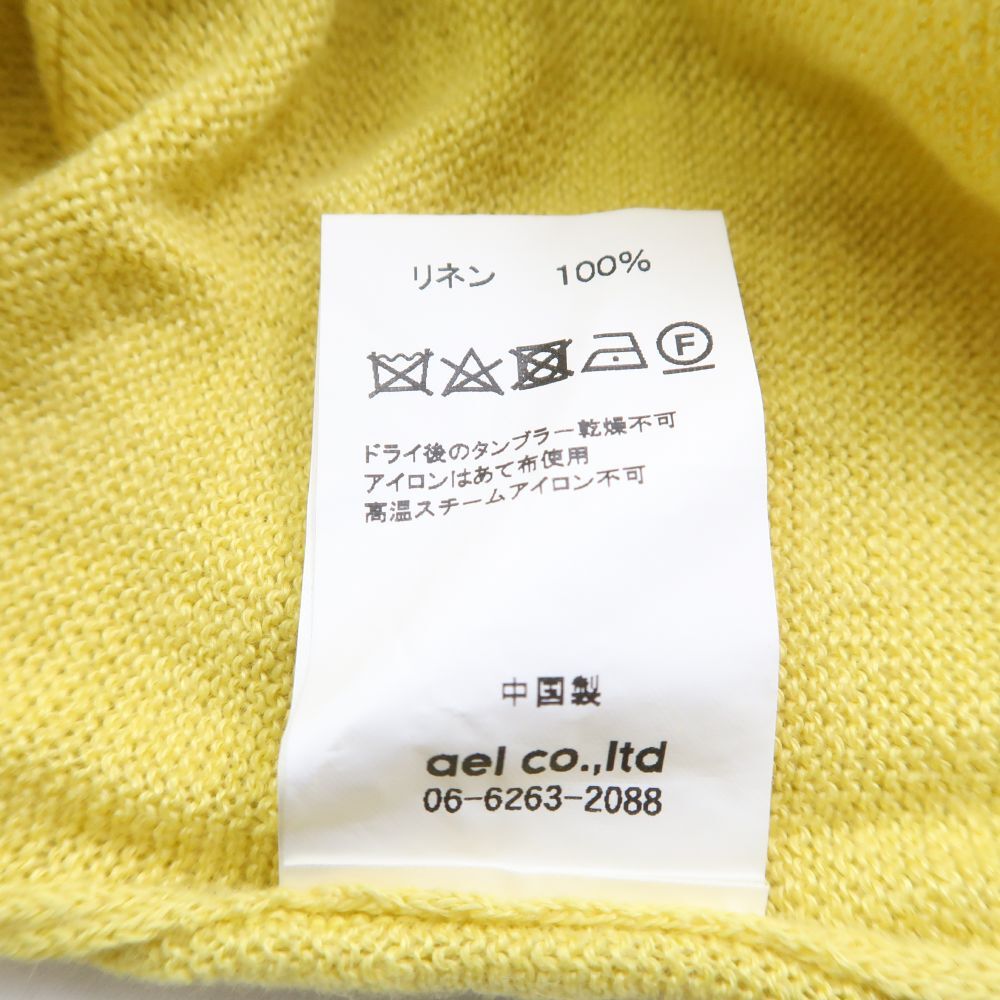 リネン 100%
F
ドライ後のタンブラー乾燥不可
アイロンはあて布使用
高温スチームアイロン不可
中国製
ael co.,ltd
06-6263-2088